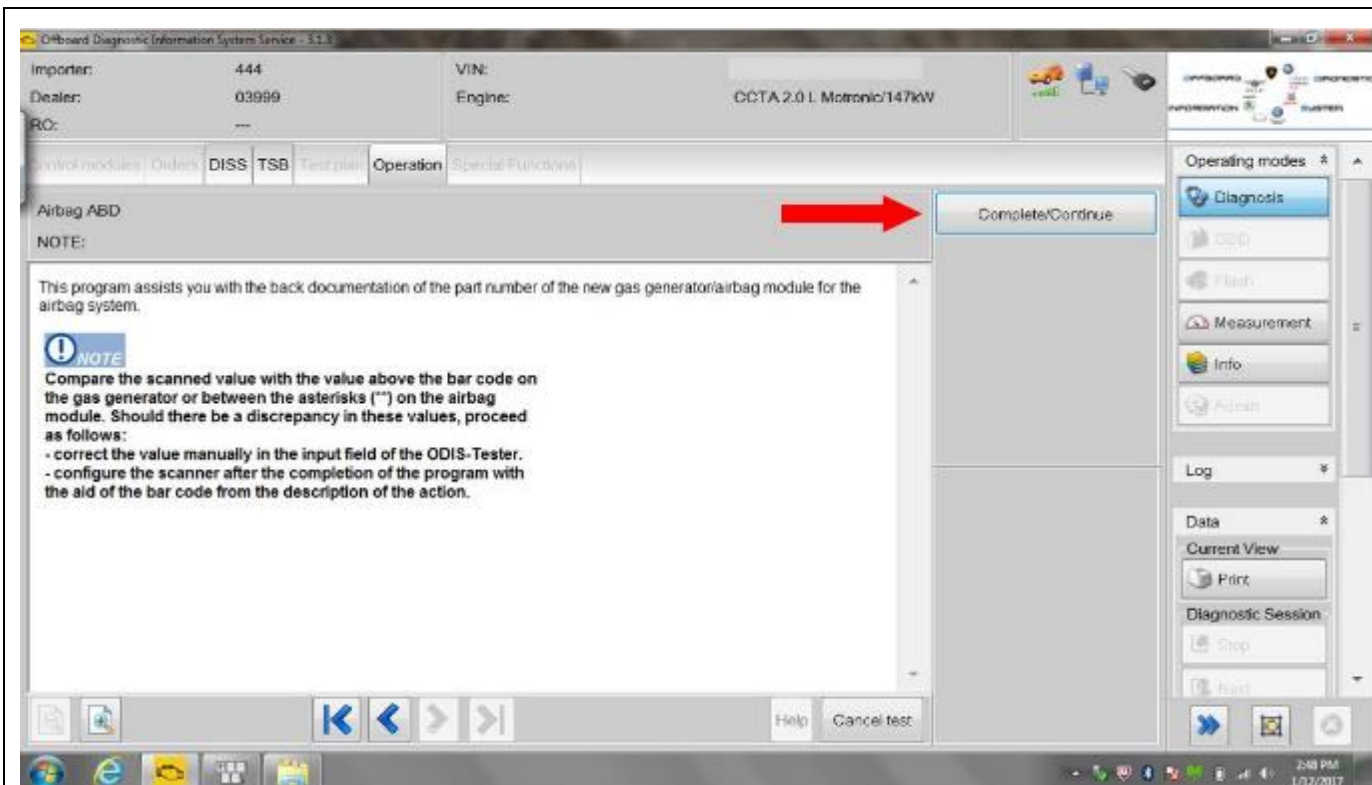 Offboard Diagnostic Information System Service - 3.1.3
Importer: 444 VIN:
Dealer: 03999 Engine: CCTA 2.0 L Motronic/147kW
RO: ---
Control modules Orders DISS TSB Test plan Operation Special Functions
Airbag ABD
NOTE:
Complete/Continue
This program assists you with the back documentation of the part number of the new gas generator/airbag module for the
airbag system.
NOTE
Compare the scanned value with the value above the bar code on
the gas generator or between the asterisks ("*") on the airbag
module. Should there be a discrepancy in these values, proceed
as follows:
- correct the value manually in the input field of the ODIS-Tester.
- configure the scanner after the completion of the program with
the aid of the bar code from the description of the action.
Help Cancel test
OFFBOARD DIAGNOSTIC
INFORMATION SYSTEM
Operating modes
Diagnosis
OBD
Flash
Measurement
Info
Admin
Log
Data
Current View
Print
Diagnostic Session
Stop
Next
2:48 PM
1/12/2017